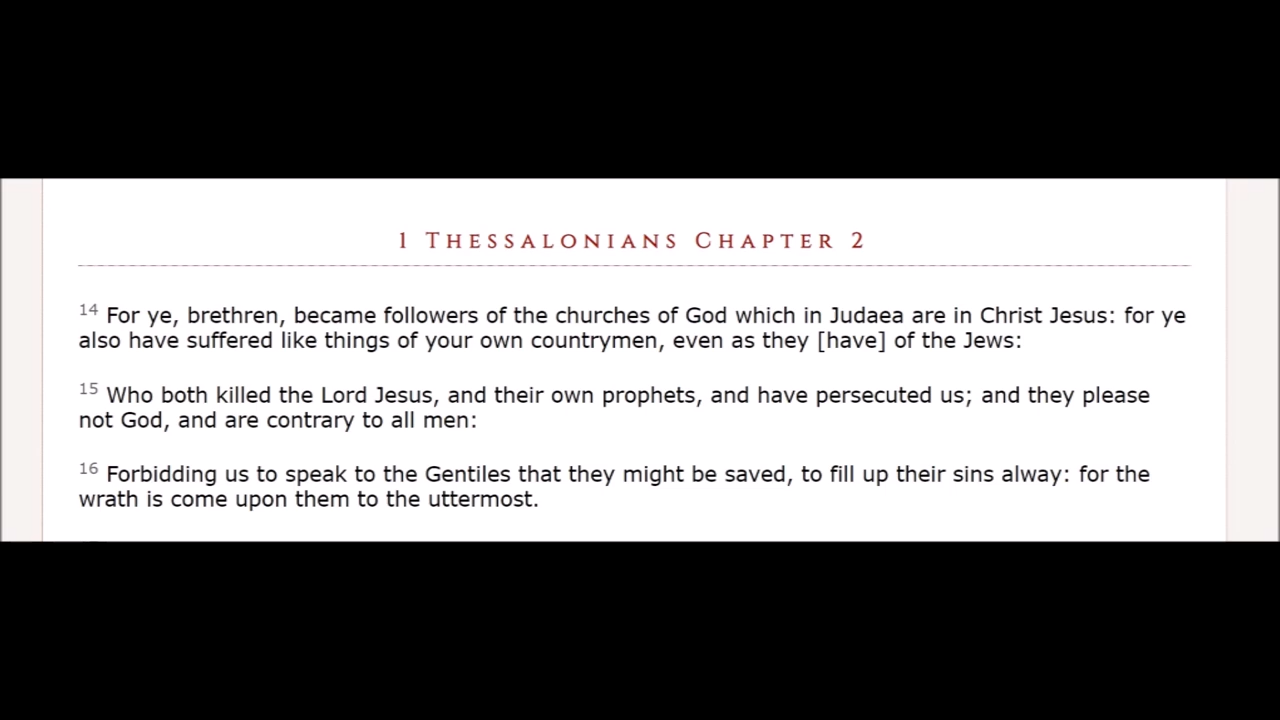 1 Thessalonians Chapter 2
14 For ye, brethren, became followers of the churches of God which in Judaea are in Christ Jesus: for ye
also have suffered like things of your own countrymen, even as they [have] of the Jews:
15 Who both killed the Lord Jesus, and their own prophets, and have persecuted us; and they please
not God, and are contrary to all men:
16 Forbidding us to speak to the Gentiles that they might be saved, to fill up their sins alway: for the
wrath is come upon them to the uttermost.